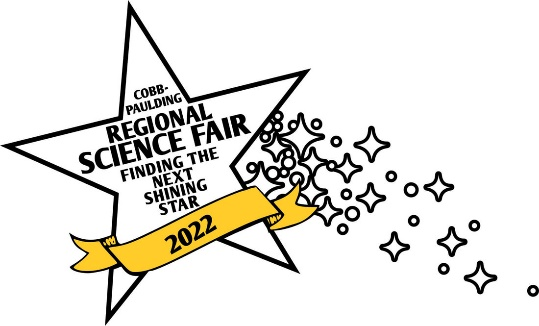 COBB-
PAULDING
REGIONAL
SCIENCE FAIR
FINDING THE
NEXT
SHINING
STAR
2022